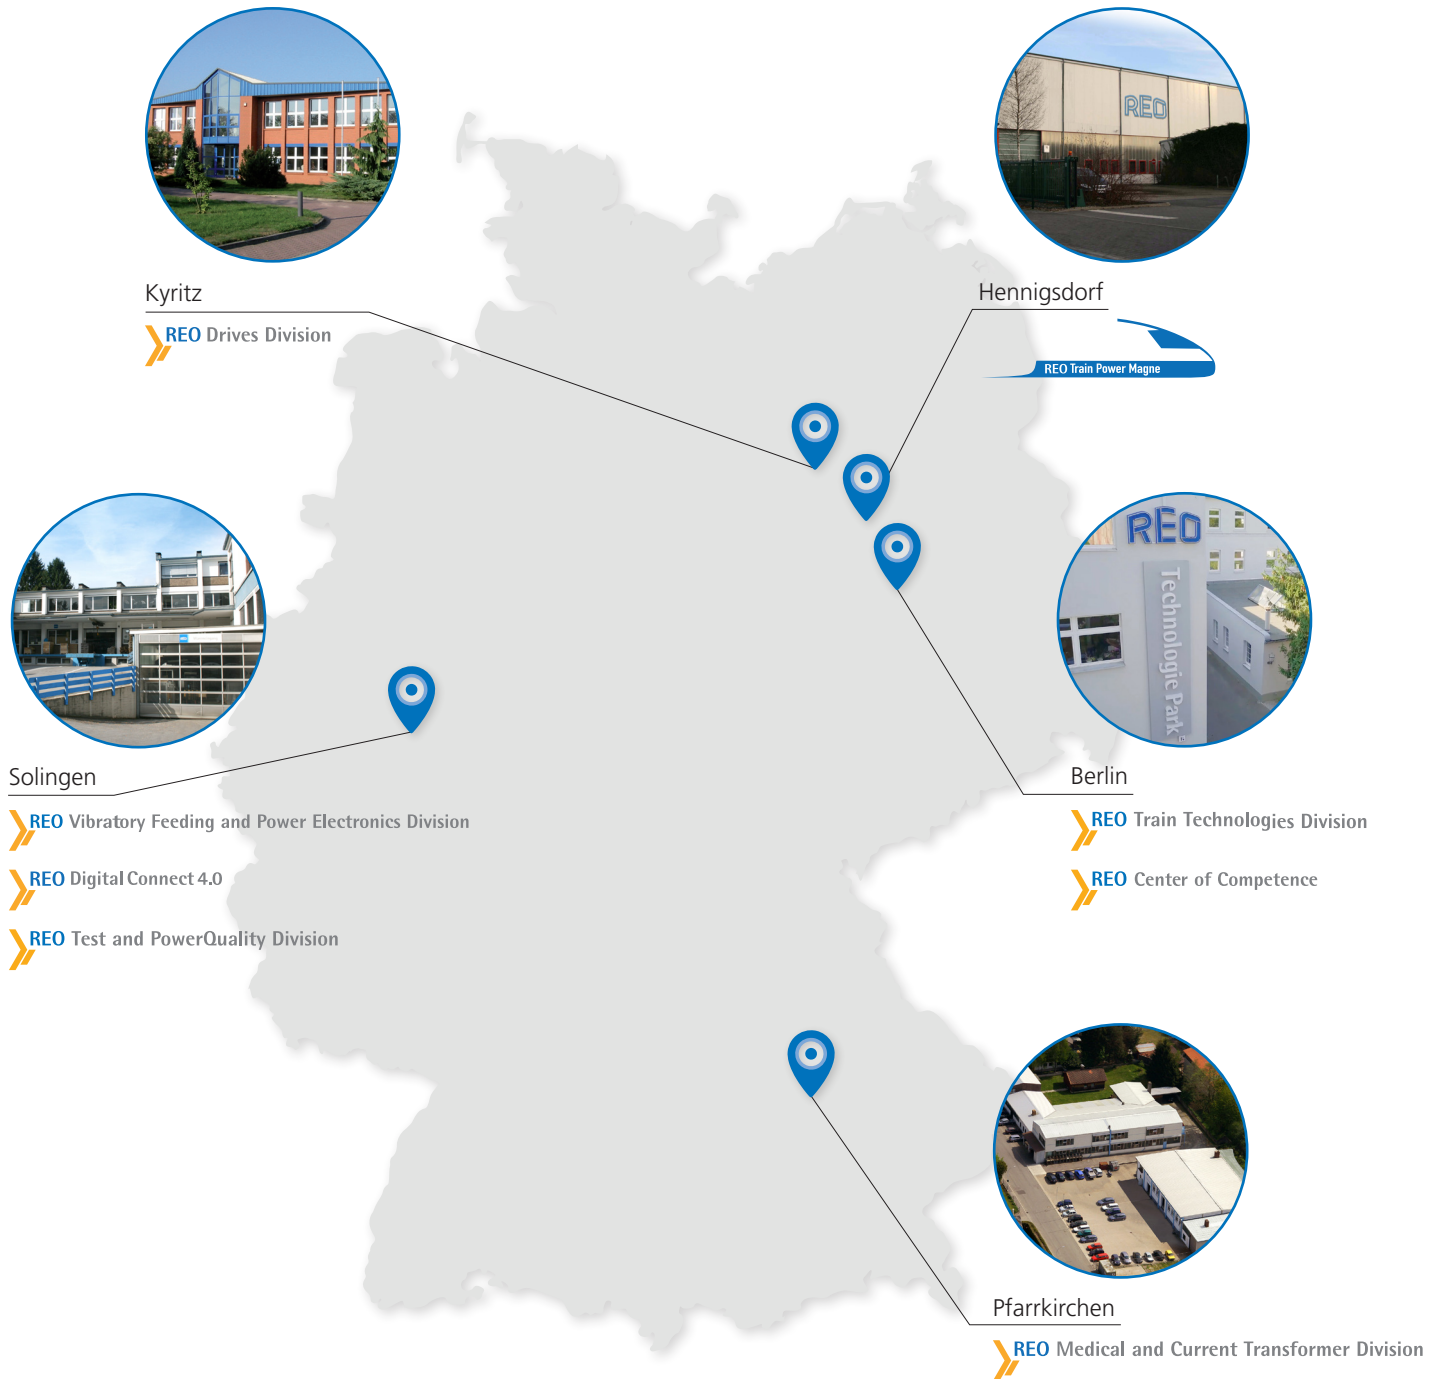 REO
Kyritz
REO Drives Division
Hennigsdorf
REO Train Power Magne
REO
Technologie Park
Solingen
REO Vibratory Feeding and Power Electronics Division
REO Digital Connect 4.0
REO Test and PowerQuality Division
Berlin
REO Train Technologies Division
REO Center of Competence
Pfarrkirchen
REO Medical and Current Transformer Division